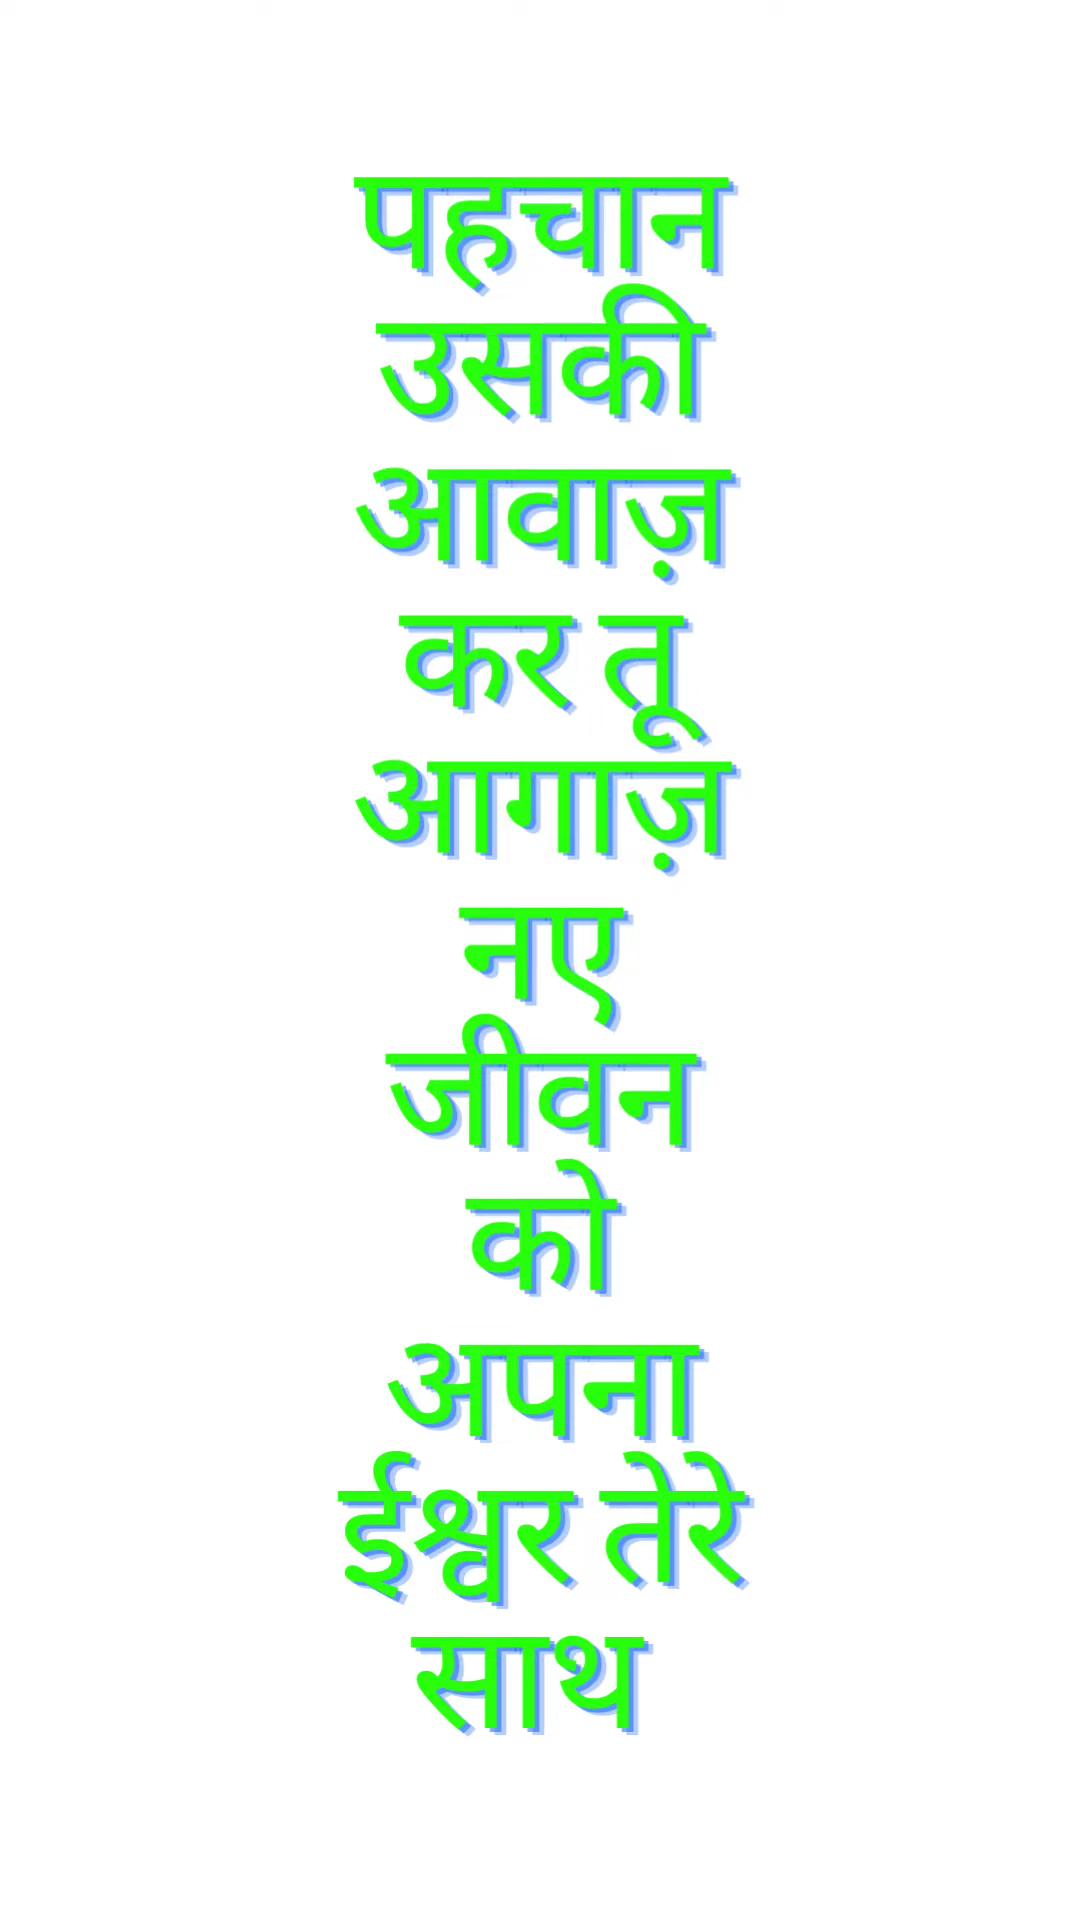 पहचान
उसकी
आवाज़
कर तू
आगाज़
नए
जीवन
को
अपना
ईश्वर तेरे
साथ